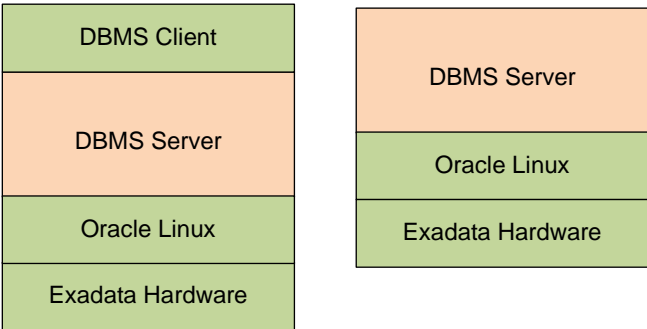 DBMS Client
DBMS Server
Oracle Linux
Exadata Hardware
DBMS Server
Oracle Linux
Exadata Hardware